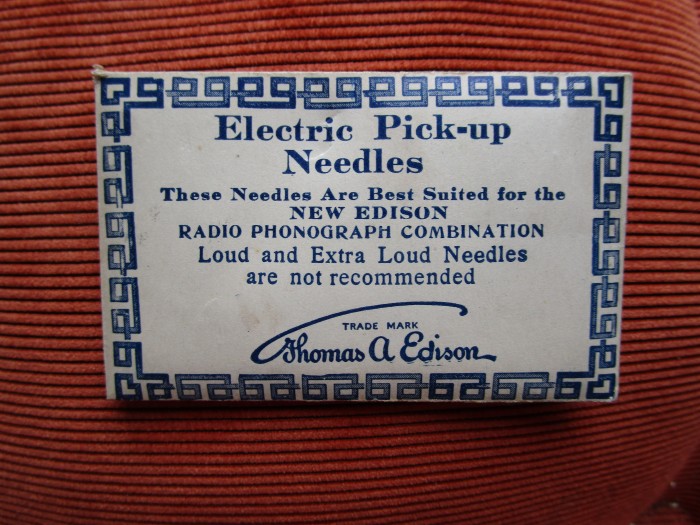 Electric Pick-up
Needles
These Needles Are Best Suited for the
NEW EDISON
RADIO PHONOGRAPH COMBINATION
Loud and Extra Loud Needles
are not recommended
TRADE MARK
Thomas A Edison